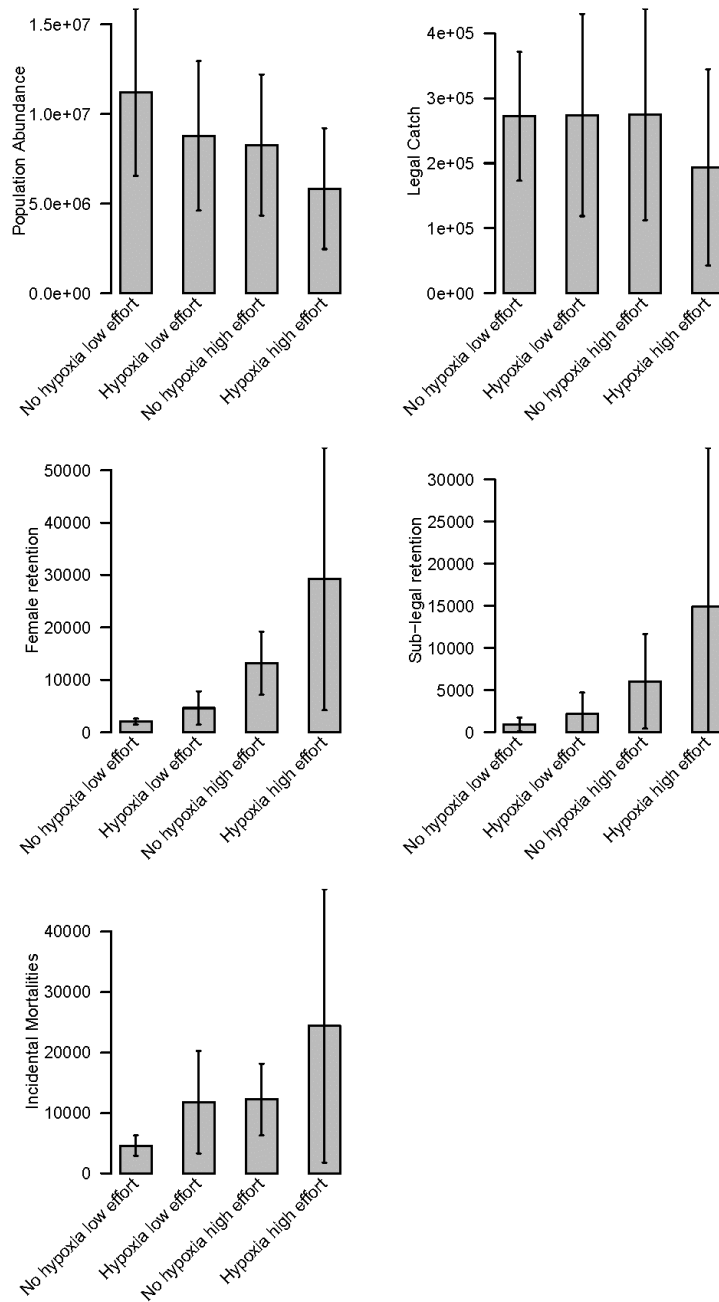 Population Abundance
1.5e+07
1.0e+07
5.0e+06
0.0e+00
No hypoxia low effort
Hypoxia low effort
No hypoxia high effort
Hypoxia high effort
Legal Catch
4e+05
3e+05
2e+05
1e+05
0e+00
No hypoxia low effort
Hypoxia low effort
No hypoxia high effort
Hypoxia high effort
Female retention
50000
40000
30000
20000
10000
0
No hypoxia low effort
Hypoxia low effort
No hypoxia high effort
Hypoxia high effort
Sub−legal retention
30000
25000
20000
15000
10000
5000
0
No hypoxia low effort
Hypoxia low effort
No hypoxia high effort
Hypoxia high effort
Incidental Mortalities
40000
30000
20000
10000
0
No hypoxia low effort
Hypoxia low effort
No hypoxia high effort
Hypoxia high effort